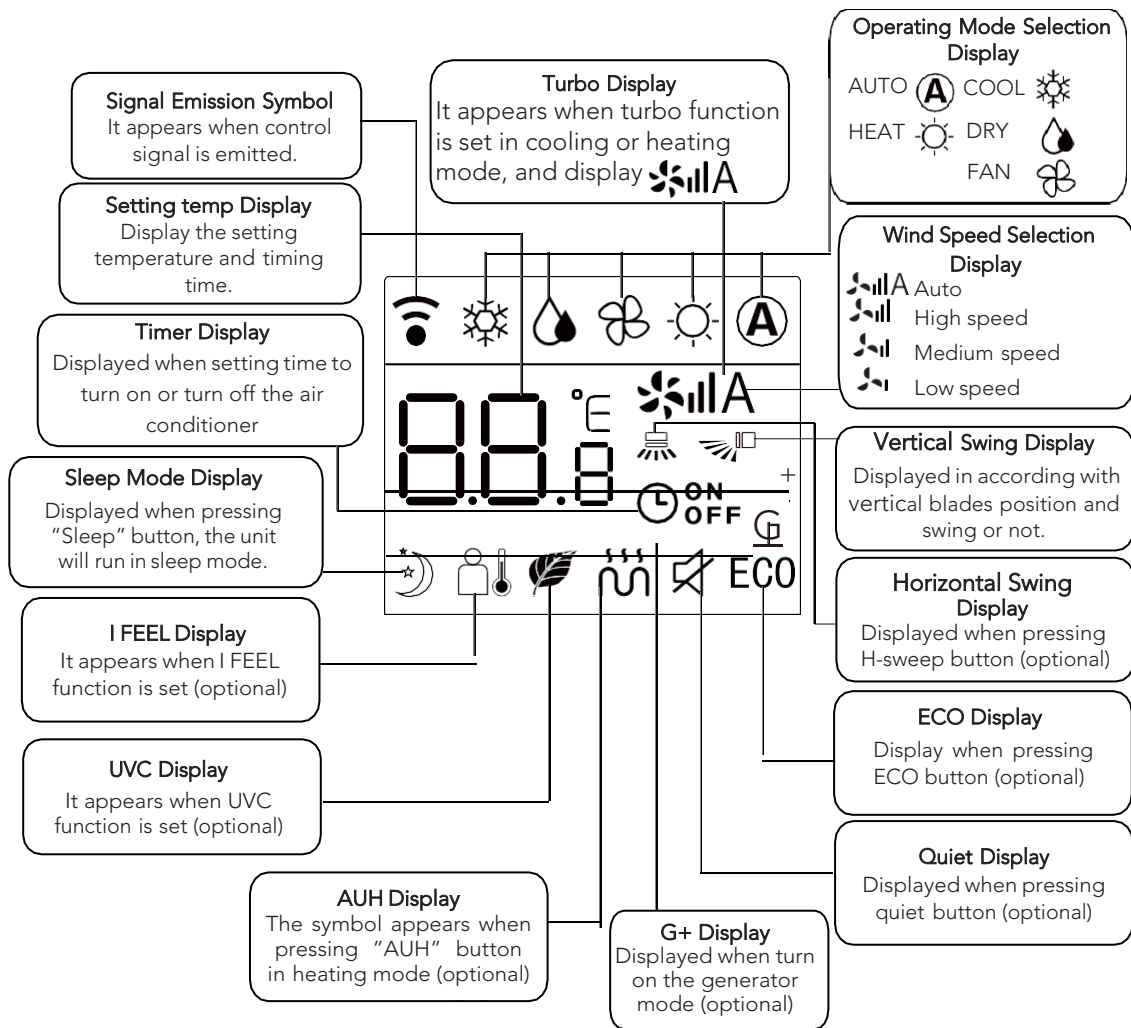 Operating Mode Selection
Display
AUTO A COOL
HEAT DRY
FAN
Turbo Display
It appears when turbo function
is set in cooling or heating
mode, and display A
Signal Emission Symbol
It appears when control
signal is emitted.
Setting temp Display
Display the setting
temperature and timing
time.
Wind Speed Selection
Display
A Auto
High speed
Medium speed
Low speed
Timer Display
Displayed when setting time to
turn on or turn off the air
conditioner
A
88.8 °E
A
ON
OFF
+
G
ECO
Vertical Swing Display
Displayed in according with
vertical blades position and
swing or not.
Sleep Mode Display
Displayed when pressing
“Sleep” button, the unit
will run in sleep mode.
Horizontal Swing
Display
Displayed when pressing
H-sweep button (optional)
I FEEL Display
It appears when I FEEL
function is set (optional)
ECO Display
Display when pressing
ECO button (optional)
UVC Display
It appears when UVC
function is set (optional)
Quiet Display
Displayed when pressing
quiet button (optional)
AUH Display
The symbol appears when
pressing "AUH" button
in heating mode (optional)
G+ Display
Displayed when turn
on the generator
mode (optional)